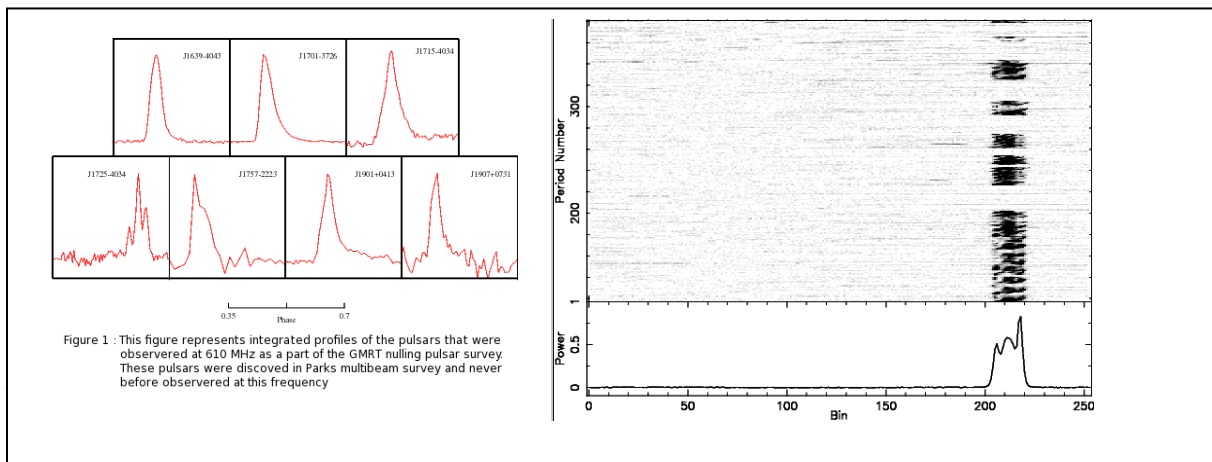 J1639-4043
J1701-3726
J1715-4034
J1725-4034
J1757-2223
J1901+0413
J1907+0731
0.35
0.7
Phase
Figure 1 : This figure represents integrated profiles of the pulsars that were
observered at 610 MHz as a part of the GMRT nulling pulsar survey.
These pulsars were discoved in Parks multibeam survey and never
before observered at this frequency
Period Number
300
200
1
Power
0.5
0
0
50
100
150
200
250
Bin